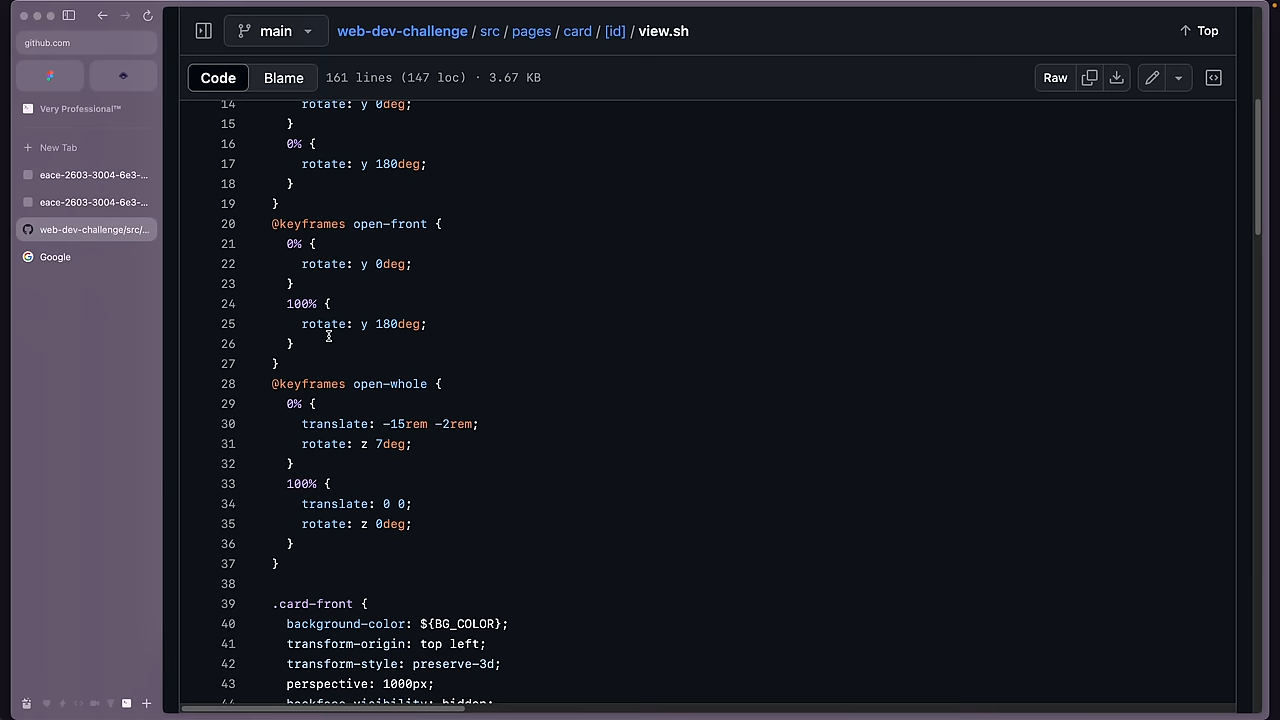 github.com
Very Professional™
New Tab
eace-2603-3004-6e3-...
eace-2603-3004-6e3-...
web-dev-challenge/src/...
Google
main
web-dev-challenge / src / pages / card / [id] / view.sh
Top
Code Blame 161 lines (147 loc) · 3.67 KB
Raw
14 rotate: y 0deg;
15 }
16 0% {
17 rotate: y 180deg;
18 }
19 }
20 @keyframes open-front {
21 0% {
22 rotate: y 0deg;
23 }
24 100% {
25 rotate: y 180deg;
26 }
27 }
28 @keyframes open-whole {
29 0% {
30 translate: -15rem -2rem;
31 rotate: z 7deg;
32 }
33 100% {
34 translate: 0 0;
35 rotate: z 0deg;
36 }
37 }
38
39 .card-front {
40 background-color: ${BG_COLOR};
41 transform-origin: top left;
42 transform-style: preserve-3d;
43 perspective: 1000px;
44 backface-visibility: hidden;